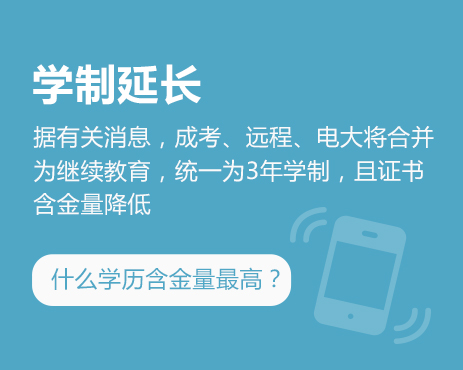 学制延长
据有关消息，成考、远程、电大将合并
为继续教育，统一为3年学制，且证书
含金量降低
什么学历含金量最高？